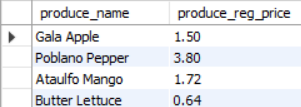 produce_name produce_reg_price
Gala Apple 1.50
Poblano Pepper 3.80
Ataulfo Mango 1.72
Butter Lettuce 0.64